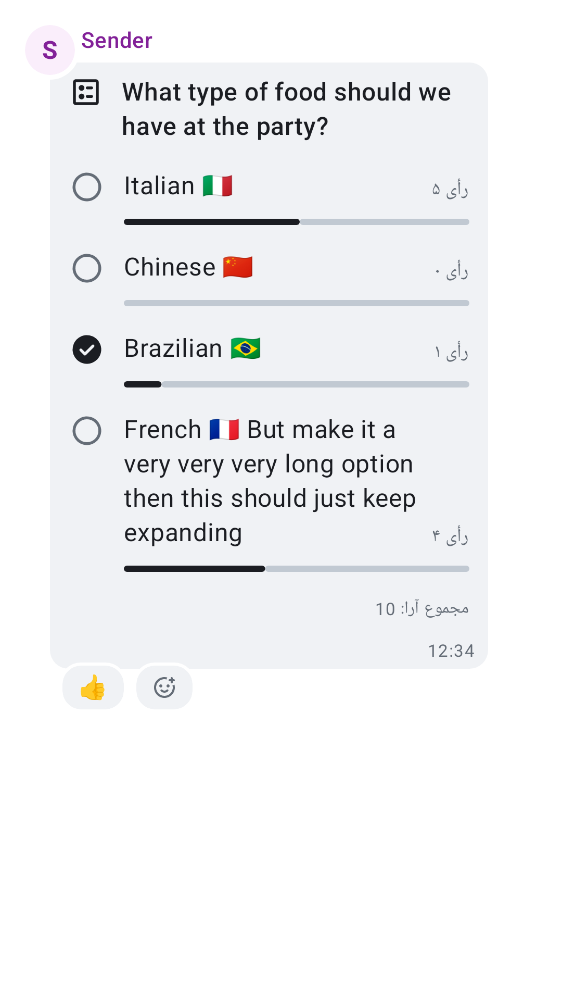 S
Sender
What type of food should we
have at the party?
Italian 🇮🇹
۵ رأی
Chinese 🇨🇳
۰ رأی
Brazilian 🇧🇷
۱ رأی
French 🇫🇷 But make it a
very very very long option
then this should just keep
expanding
۴ رأی
مجموع آرا: 10
12:34
👍